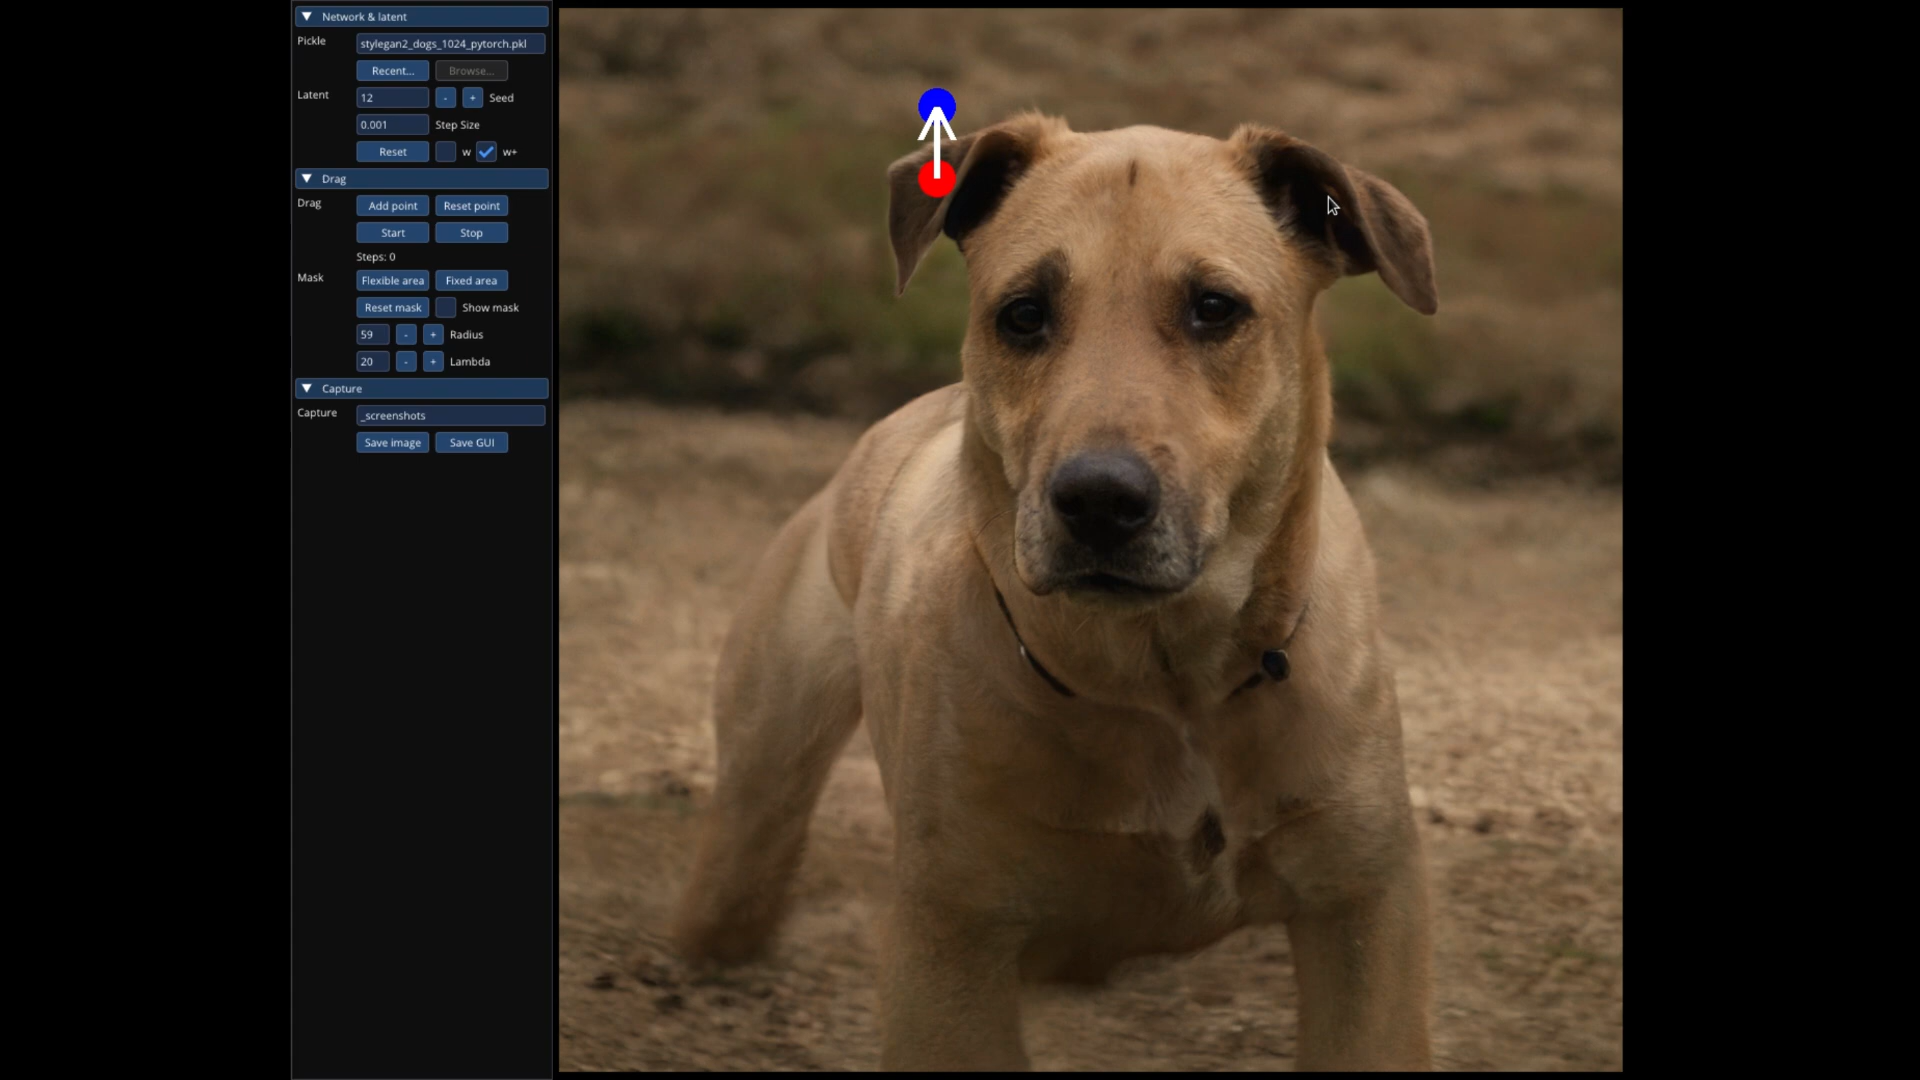 Network & latent
Pickle stylegan2_dogs_1024_pytorch.pkl
Recent... Browse...
Latent 12 - + Seed
0.001 Step Size
Reset w w+
Drag
Drag Add point Reset point
Start Stop
Steps: 0
Mask Flexible area Fixed area
Reset mask Show mask
59 - + Radius
20 - + Lambda
Capture
Capture _screenshots
Save image Save GUI